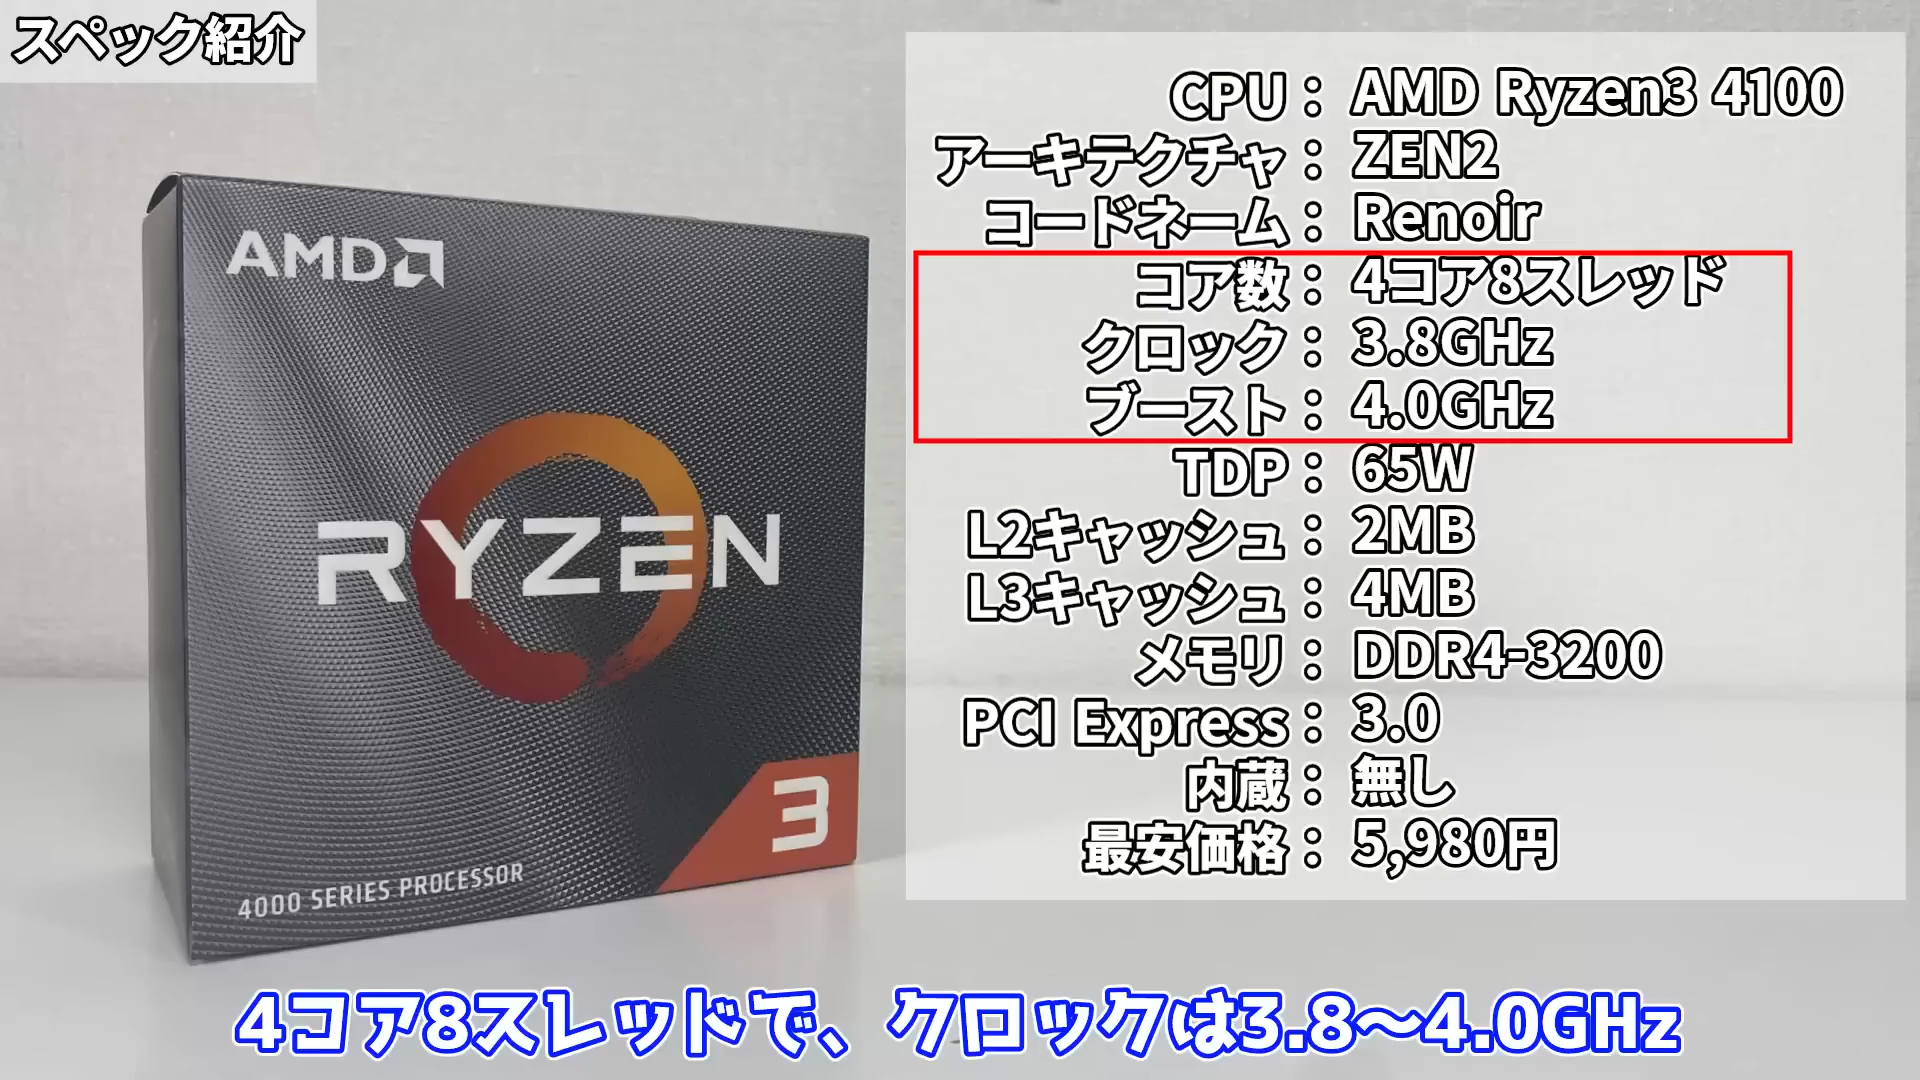 スペック紹介
CPU： AMD Ryzen3 4100
アーキテクチャ： ZEN2
コードネーム： Renoir
コア数： 4コア8スレッド
クロック： 3.8GHz
ブースト： 4.0GHz
TDP： 65W
L2キャッシュ： 2MB
L3キャッシュ： 4MB
メモリ： DDR4-3200
PCI Express： 3.0
内蔵： 無し
最安価格： 5,980円
AMD
RYZEN
3
4000 SERIES PROCESSOR
4コア8スレッドで、クロックは3.8～4.0GHz